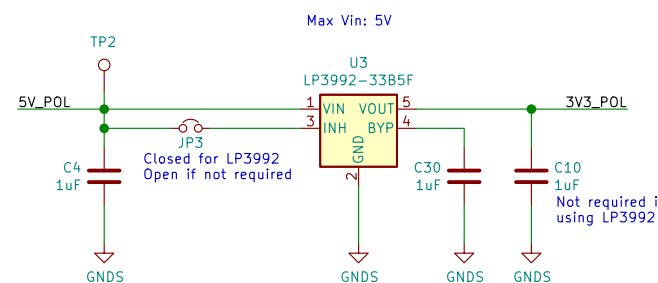 Max Vin: 5V
TP2
U3
LP3992-33B5F
5V_POL
1
VIN
VOUT
5
3V3_POL
3
INH
BYP
4
JP3
GND
2
Closed for LP3992
Open if not required
C4
1uF
C30
1uF
C10
1uF
Not required i
using LP3992
GNDS
GNDS
GNDS
GNDS